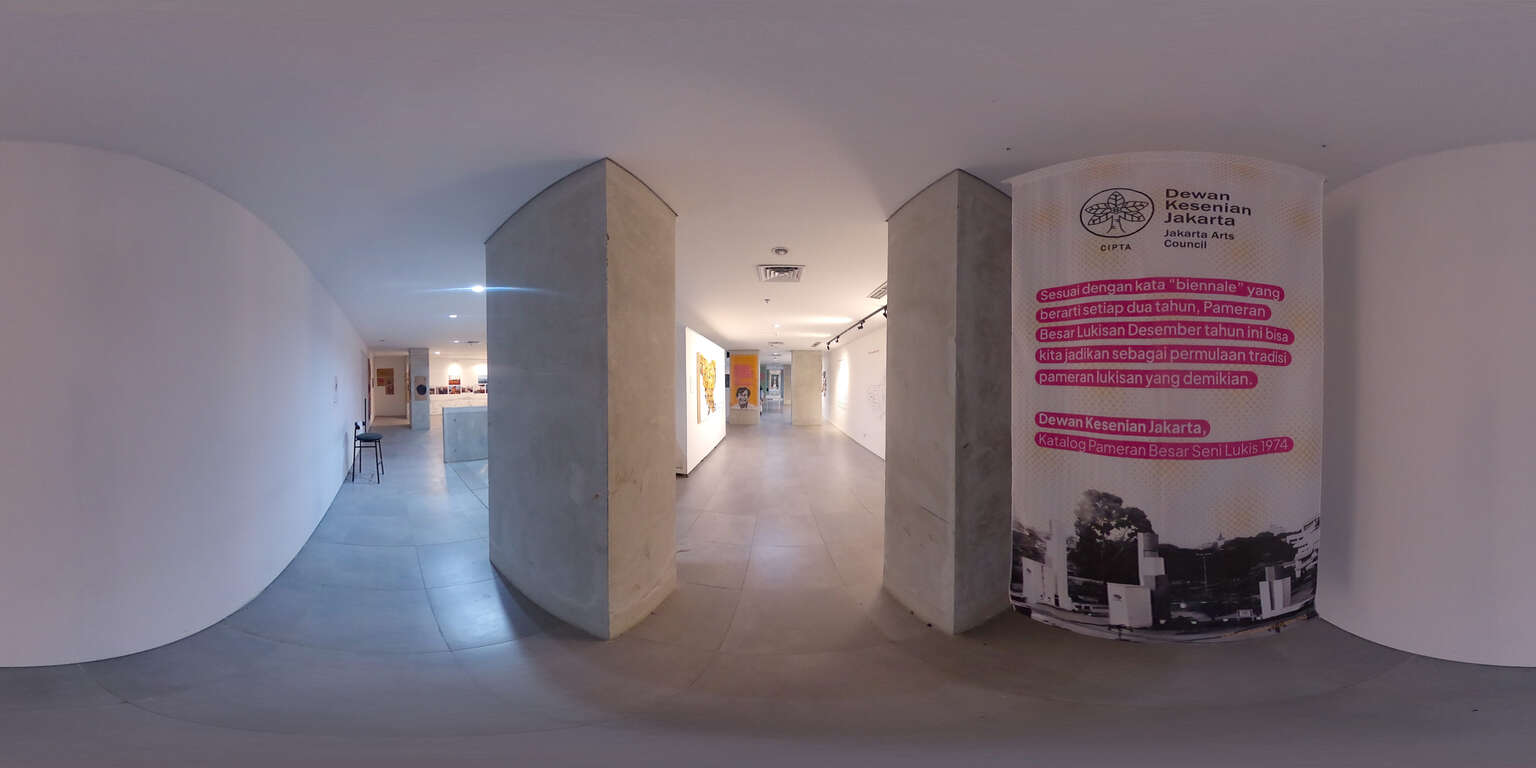 Dewan
Kesenian
Jakarta
Jakarta Arts
Council
CIPTA
Sesuai dengan kata "biennale" yang
berarti setiap dua tahun, Pameran
Besar Lukisan Desember tahun ini bisa
kita jadikan sebagai permulaan tradisi
pameran lukisan yang demikian.
Dewan Kesenian Jakarta,
Katalog Pameran Besar Seni Lukis 1974